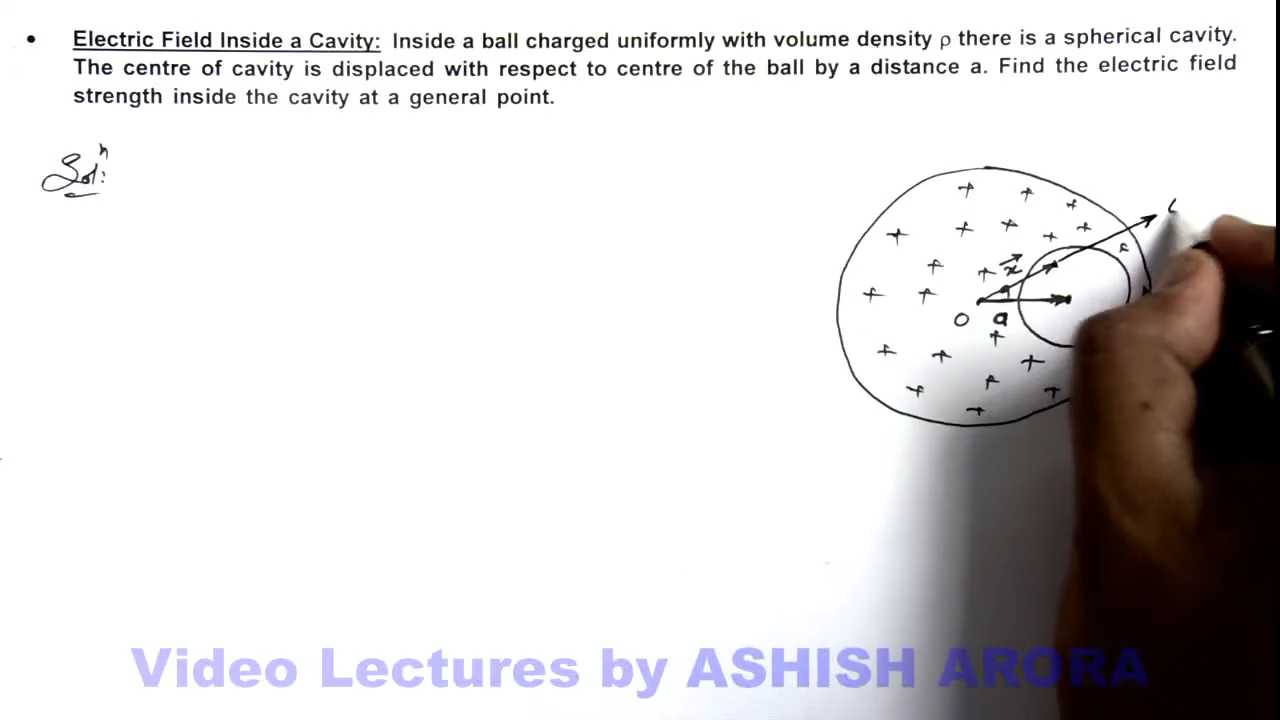 • Electric Field Inside a Cavity: Inside a ball charged uniformly with volume density ρ there is a spherical cavity.
The centre of cavity is displaced with respect to centre of the ball by a distance a. Find the electric field
strength inside the cavity at a general point.
Solⁿ:
x
O a
Video Lectures by ASHISH ARORA